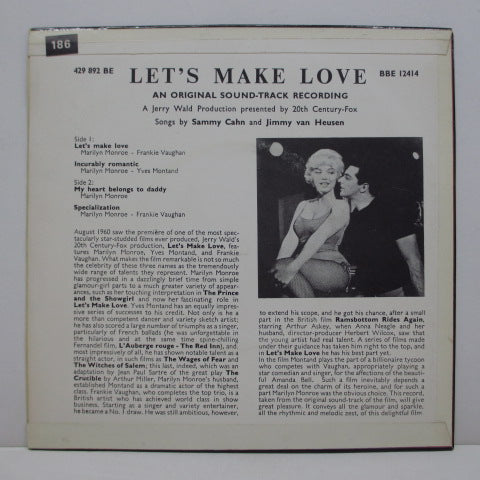 186
429 892 BE
LET'S MAKE LOVE
BBE 12414
AN ORIGINAL SOUND-TRACK RECORDING
A Jerry Wald Production presented by 20th Century-Fox
Songs by Sammy Cahn and Jimmy van Heusen
Side 1:
Let's make love
Marilyn Monroe - Frankie Vaughan
Incurably romantic
Marilyn Monroe - Yves Montand
Side 2:
My heart belongs to daddy
Marilyn Monroe
Specialization
Marilyn Monroe - Frankie Vaughan
August 1960 saw the première of one of the most spec-
tacularly star-studded films ever produced, Jerry Wald's
20th Century-Fox production, Let's Make Love, fea-
tures Marilyn Monroe, Yves Montand, and Frankie
Vaughan. What makes the film remarkable is not so much
the celebrity of these three names as the tremendously
wide range of talents they represent. Marilyn Monroe
has progressed in a dazzlingly brief time from simple
glamour-girl parts to a much greater variety of appear-
ances, such as her touching interpretation in The Prince
and the Showgirl and now her fascinating role in
Let's Make Love. Yves Montand has an equally impres-
sive series of successes to his credit. Not only is he a
more than competent dancer and variety sketch artist;
he has also scored a large number of triumphs as a singer,
particularly of French ballads (he was unforgettable in
the hilarious and at the same time spine-chilling
Fernandel film, L'Auberge rouge - The Red Inn), and,
most impressively of all, he has shown notable talent as a
straight actor, in such films as The Wages of Fear and
The Witches of Salem; this last, indeed, which was an
adaptation by Jean Paul Sartre of the great play The
Crucible by Arthur Miller, Marilyn Monroe's husband,
established Montand as a dramatic actor of the highest
class. Frankie Vaughan, who completes the trio, is a
British artist who has achieved world class in show
business. Starting as a singer and variety entertainer,
he became a No. 1 draw. He was still ambitious, however,
to extend his scope, and he got his chance, after a small
part in the British film Ramsbottom Rides Again,
starring Arthur Askey, when Anna Neagle and her
husband, director-producer Herbert Wilcox, saw that
the young artist had real talent. A series of films made
under their guidance has taken him right to the top, and
in Let's Make Love he has his best part yet.
In the film Montand plays the part of a billionaire tycoon
who competes with Vaughan, appropriately playing a
star comedian and singer, for the affections of the beauti-
ful Amanda Bell. Such a film inevitably depends a
great deal on the charm of its heroine, and for such a
part Marilyn Monroe was the obvious choice. This record,
taken from the original sound-track of the film, will give
great pleasure. It conveys all the glamour and sparkle,
all the rhythmic and melodic zest, of this delightful film.